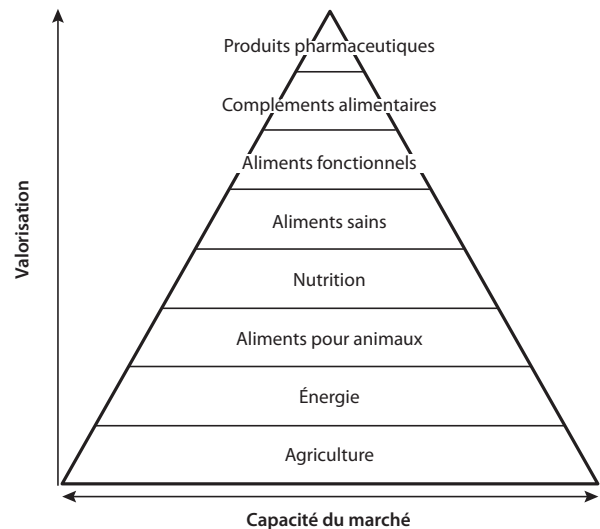 Produits pharmaceutiques
Compléments alimentaires
Aliments fonctionnels
Aliments sains
Nutrition
Aliments pour animaux
Énergie
Agriculture
Valorisation
Capacité du marché